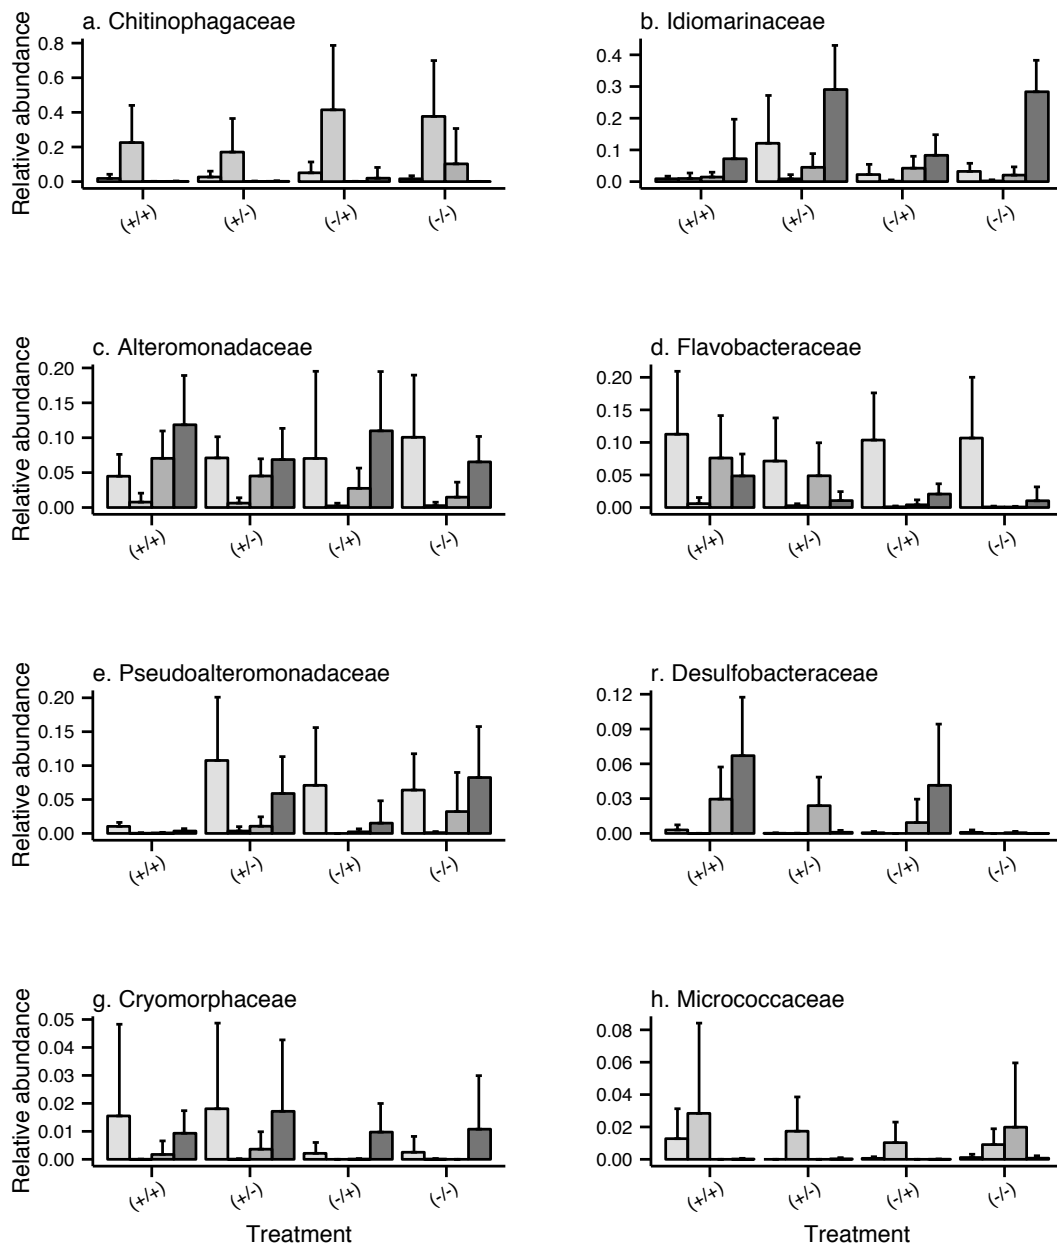 a. Chitinophagaceae
b. Idiomarinaceae
Relative abundance
0.8
0.6
0.4
0.2
0.0
0.4
0.3
0.2
0.1
0.0
(+/+) (+/-) (-/+) (-/-)
(+/+) (+/-) (-/+) (-/-)
c. Alteromonadaceae
d. Flavobacteraceae
Relative abundance
0.20
0.15
0.10
0.05
0.00
0.20
0.15
0.10
0.05
0.00
(+/+) (+/-) (-/+) (-/-)
(+/+) (+/-) (-/+) (-/-)
e. Pseudoalteromonadaceae
r. Desulfobacteraceae
Relative abundance
0.20
0.15
0.10
0.05
0.00
0.12
0.09
0.06
0.03
0.00
(+/+) (+/-) (-/+) (-/-)
(+/+) (+/-) (-/+) (-/-)
g. Cryomorphaceae
h. Micrococcaceae
Relative abundance
0.05
0.04
0.03
0.02
0.01
0.00
0.08
0.06
0.04
0.02
0.00
(+/+) (+/-) (-/+) (-/-)
(+/+) (+/-) (-/+) (-/-)
Treatment
Treatment